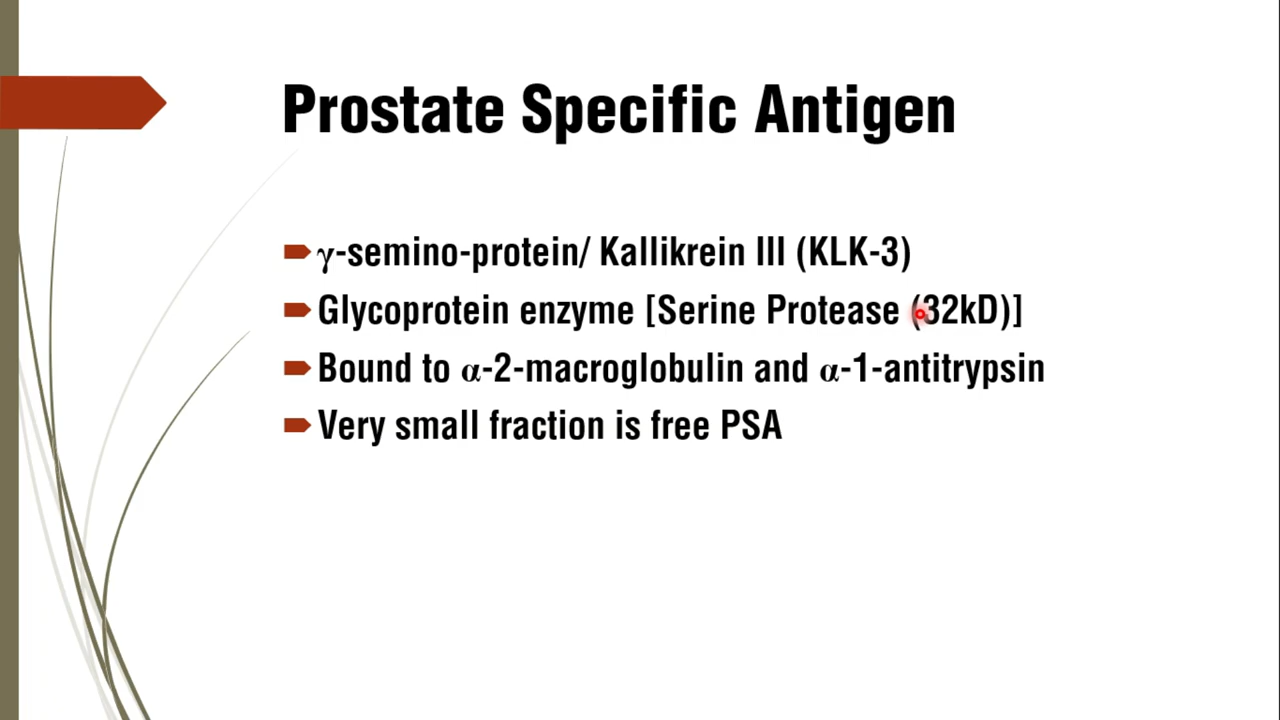 Prostate Specific Antigen
γ-semino-protein/ Kallikrein III (KLK-3)
Glycoprotein enzyme [Serine Protease (32kD)]
Bound to α-2-macroglobulin and α-1-antitrypsin
Very small fraction is free PSA